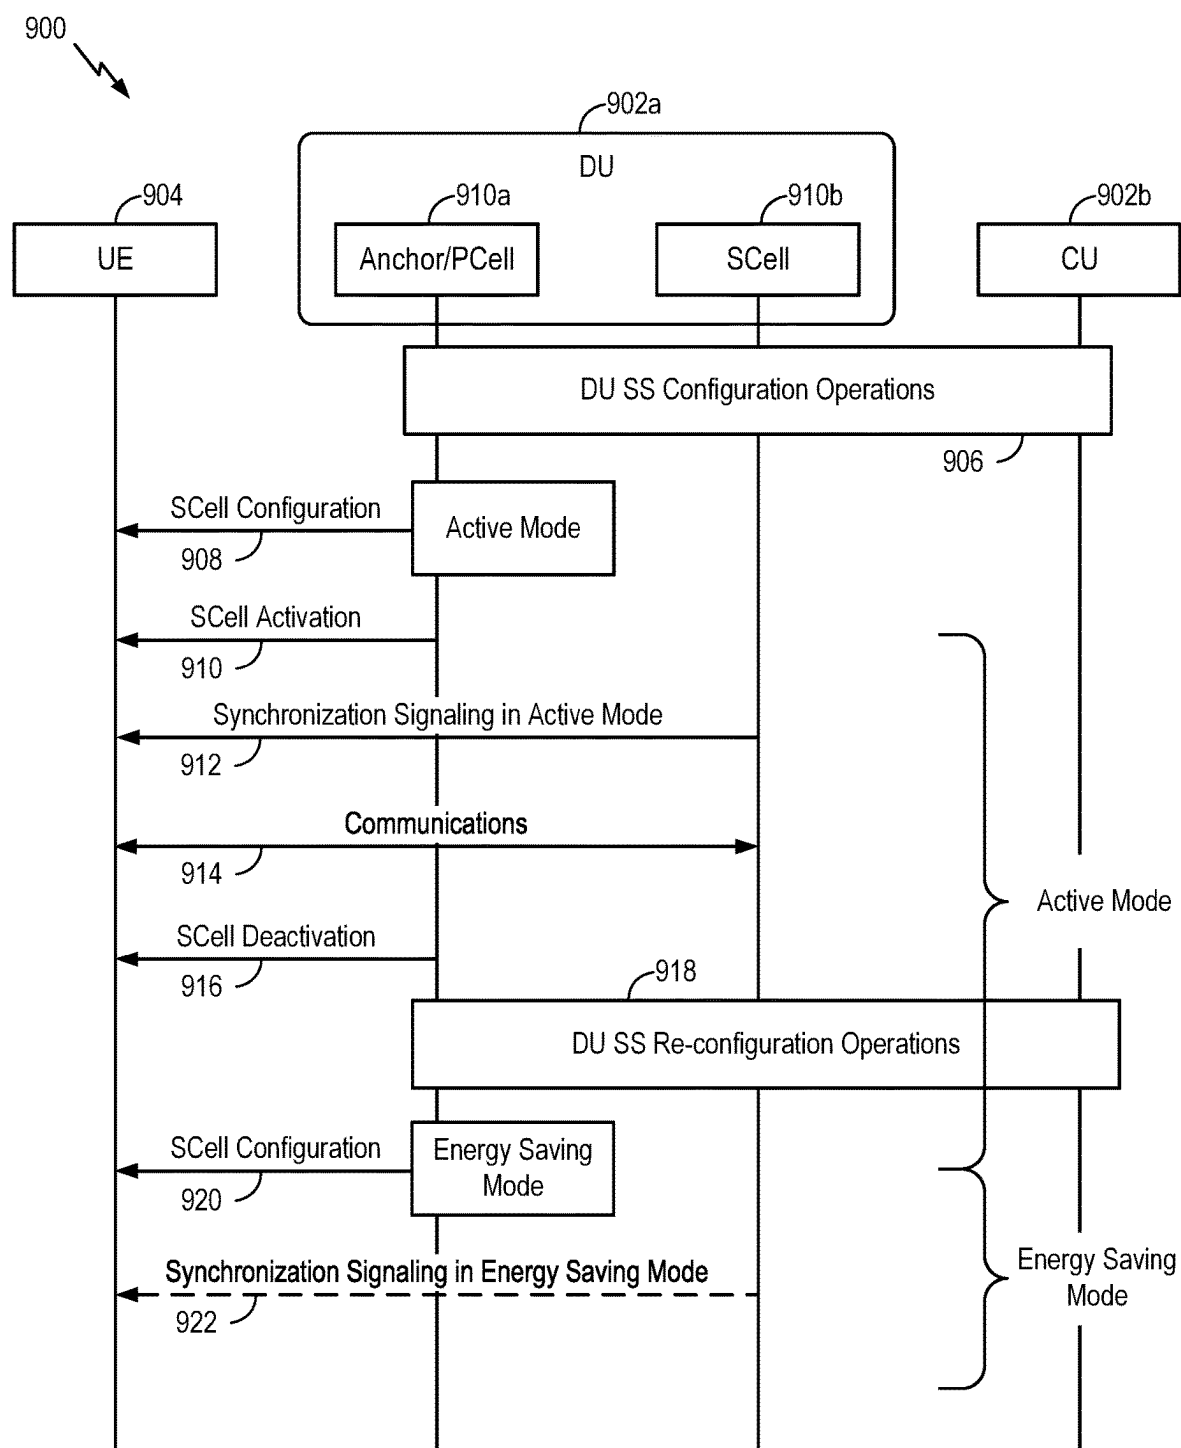 900
902a
DU
904
910a
910b
902b
UE
Anchor/PCell
SCell
CU
DU SS Configuration Operations
906
SCell Configuration
908
Active Mode
SCell Activation
910
Synchronization Signaling in Active Mode
912
Communications
914
Active Mode
SCell Deactivation
916
918
DU SS Re-configuration Operations
SCell Configuration
920
Energy Saving
Mode
Synchronization Signaling in Energy Saving Mode
922
Energy Saving
Mode